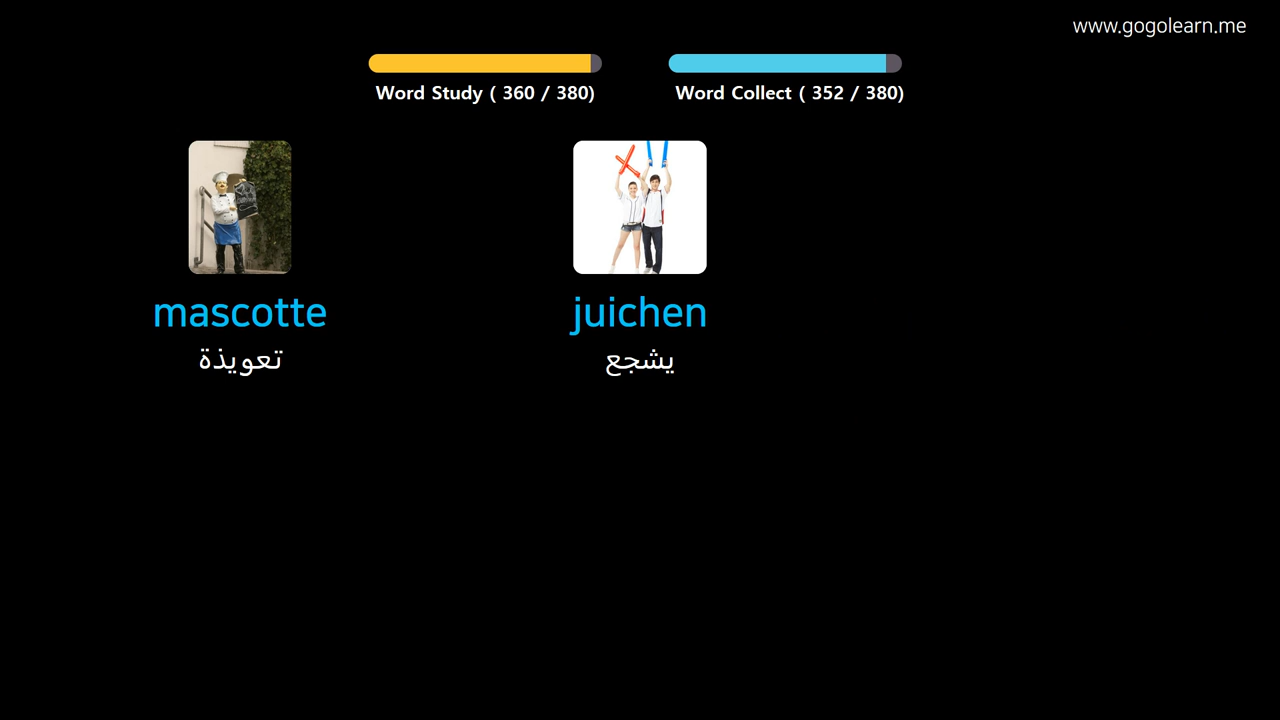 www.gogolearn.me
Word Study ( 360 / 380)
Word Collect ( 352 / 380)
mascotte
juichen
تعويذة
يشجع